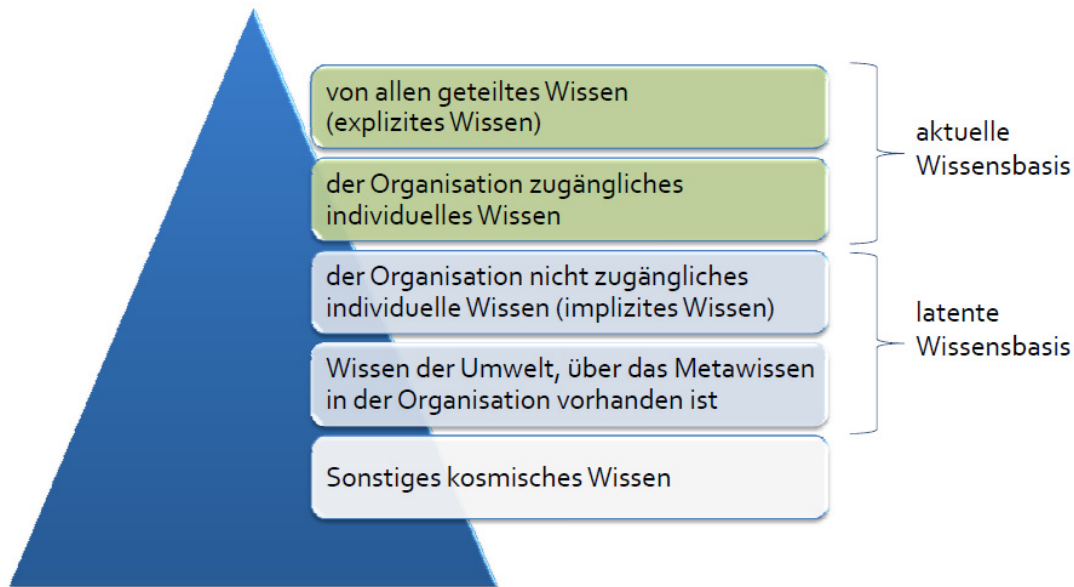 von allen geteiltes Wissen
(explizites Wissen)
der Organisation zugängliches
individuelles Wissen
aktuelle
Wissensbasis
der Organisation nicht zugängliches
individuelle Wissen (implizites Wissen)
Wissen der Umwelt, über das Metawissen
in der Organisation vorhanden ist
latente
Wissensbasis
Sonstiges kosmisches Wissen